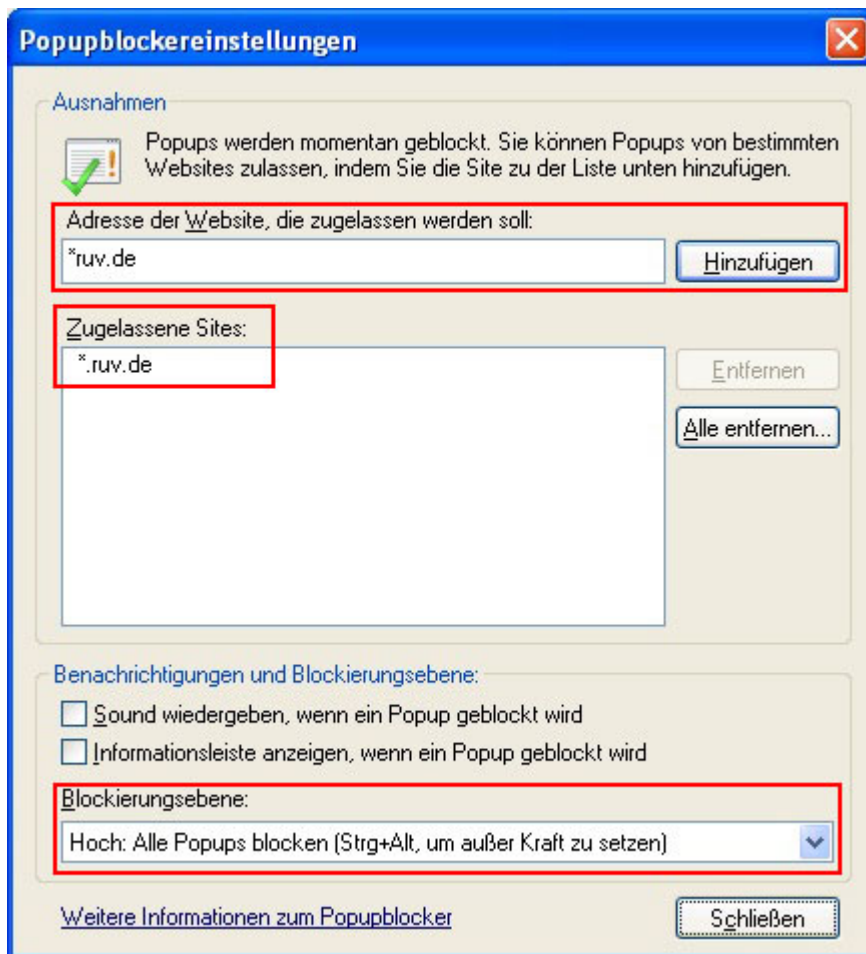 Popupblockereinstellungen
Ausnahmen
Popups werden momentan geblockt. Sie können Popups von bestimmten
Websites zulassen, indem Sie die Site zu der Liste unten hinzufügen.
Adresse der Website, die zugelassen werden soll:
*ruv.de
Hinzufügen
Zugelassene Sites:
*.ruv.de
Entfernen
Alle entfernen...
Benachrichtigungen und Blockierungsebene:
Sound wiedergeben, wenn ein Popup geblockt wird
Informationsleiste anzeigen, wenn ein Popup geblockt wird
Blockierungsebene:
Hoch: Alle Popups blocken (Strg+Alt, um außer Kraft zu setzen)
Weitere Informationen zum Popupblocker
Schließen